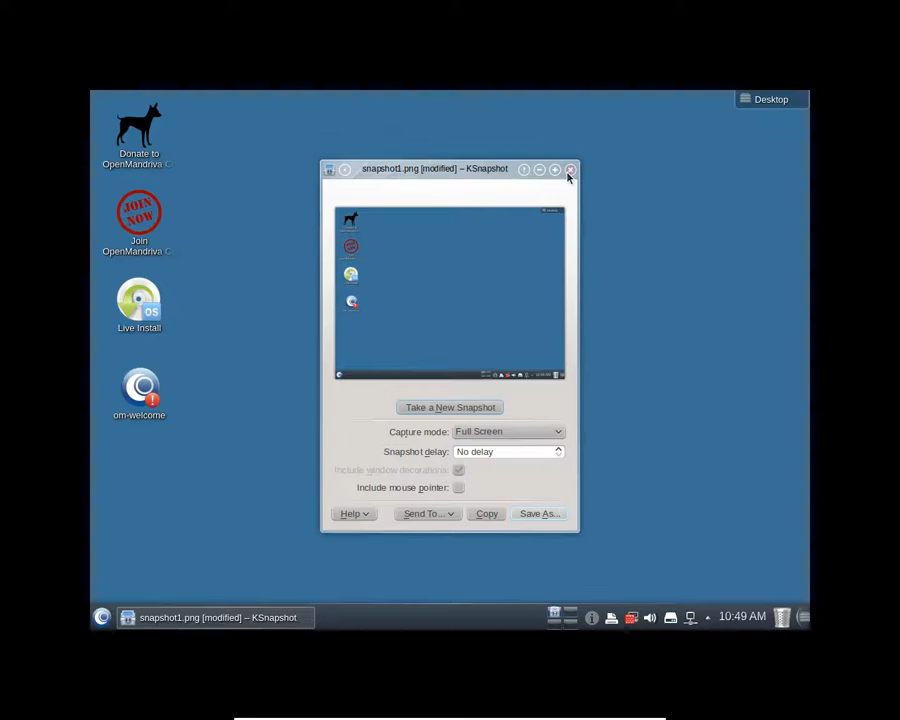 Desktop
Donate to
OpenMandriva C
JOIN
NOW
Join
OpenMandriva C
OS
Live Install
om-welcome
snapshot1.png [modified] – KSnapshot
Take a New Snapshot
Capture mode: Full Screen
Snapshot delay: No delay
Include window decorations:
Include mouse pointer:
Help
Send To...
Copy
Save As...
snapshot1.png [modified] – KSnapshot
10:49 AM